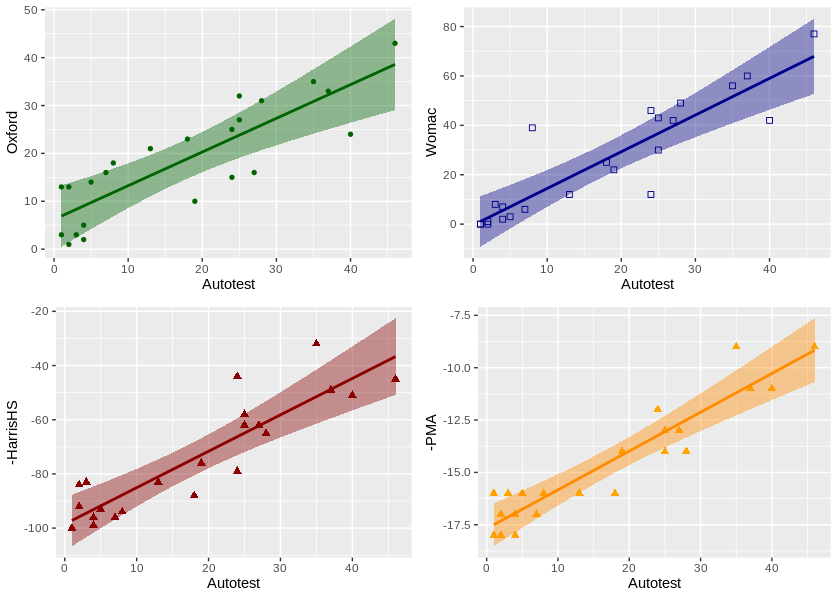 50
40
30
20
10
0
Oxford
0 10 20 30 40
Autotest
80
60
40
20
0
Womac
0 10 20 30 40
Autotest
-20
-40
-60
-80
-100
-HarrisHS
0 10 20 30 40
Autotest
-7.5
-10.0
-12.5
-15.0
-17.5
-PMA
0 10 20 30 40
Autotest